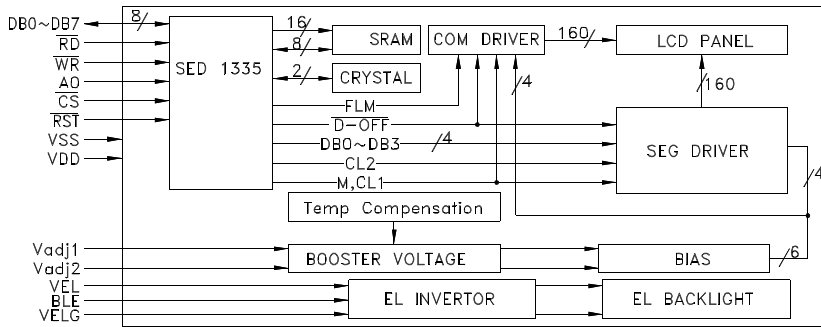 DB0~DB7
8
RD
WR
A0
CS
RST
VSS
VDD
SED 1335
16
8
SRAM
2
CRYSTAL
COM DRIVER
160
LCD PANEL
4
160
FLM
D-OFF
DB0~DB3
4
CL2
M,CL1
SEG DRIVER
4
Temp Compensation
Vadj1
Vadj2
BOOSTER VOLTAGE
BIAS
6
VEL
BLE
VELG
EL INVERTOR
EL BACKLIGHT